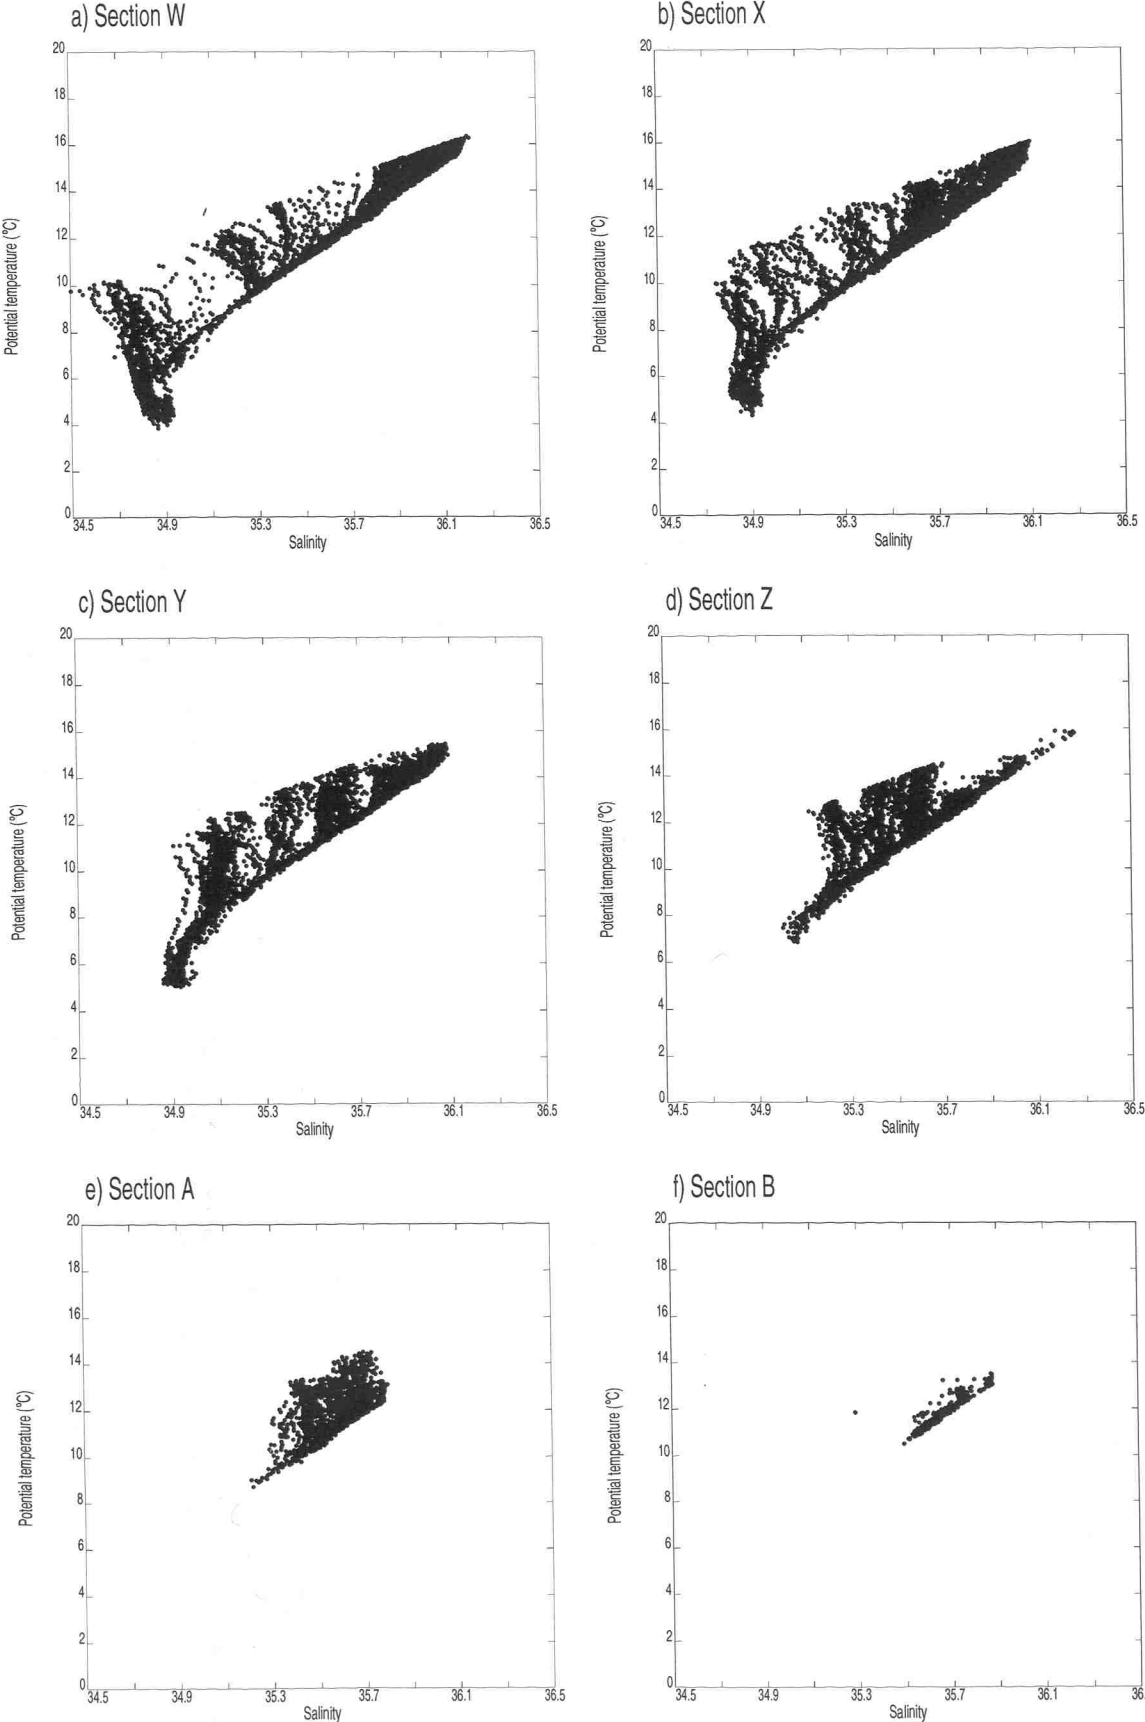 a) Section W
20
18
16
14
12
10
8
6
4
2
0
34.5 34.9 35.3 35.7 36.1 36.5
Salinity
Potential temperature (°C)
b) Section X
20
18
16
14
12
10
8
6
4
2
0
34.5 34.9 35.3 35.7 36.1 36.5
Salinity
Potential temperature (°C)
c) Section Y
20
18
16
14
12
10
8
6
4
2
0
34.5 34.9 35.3 35.7 36.1 36.5
Salinity
Potential temperature (°C)
d) Section Z
20
18
16
14
12
10
8
6
4
2
0
34.5 34.9 35.3 35.7 36.1 36.5
Salinity
Potential temperature (°C)
e) Section A
20
18
16
14
12
10
8
6
4
2
0
34.5 34.9 35.3 35.7 36.1 36.5
Salinity
Potential temperature (°C)
f) Section B
20
18
16
14
12
10
8
6
4
2
0
34.5 34.9 35.3 35.7 36.1 36.
Salinity
Potential temperature (°C)